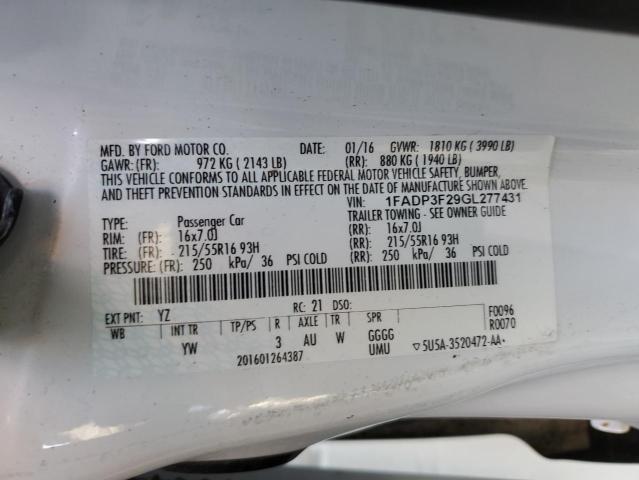 MFD. BY FORD MOTOR CO. DATE: 01/16 GVWR: 1810 KG ( 3990 LB)
GAWR: (FR): 972 KG ( 2143 LB) (RR): 880 KG ( 1940 LB)
THIS VEHICLE CONFORMS TO ALL APPLICABLE FEDERAL MOTOR VEHICLE SAFETY, BUMPER,
AND THEFT PREVENTION STANDARDS IN EFFECT ON THE DATE OF MANUFACTURE SHOWN ABOVE.
VIN: 1FADP3F29GL277431
TYPE: Passenger Car TRAILER TOWING - SEE OWNER GUIDE
RIM: (FR): 16x7.0J (RR): 16x7.0J
TIRE: (FR): 215/55R16 93H (RR): 215/55R16 93H
PRESSURE: (FR): 250 kPa/ 36 PSI COLD (RR): 250 kPa/ 36 PSI COLD
EXT PNT: YZ RC: 21 DSO: F0096
WB INT TR TP/PS R AXLE TR SPR R0070
YW 3 AU W GGGG
UMU
201601264387 ▽5U5A-3520472-AA•